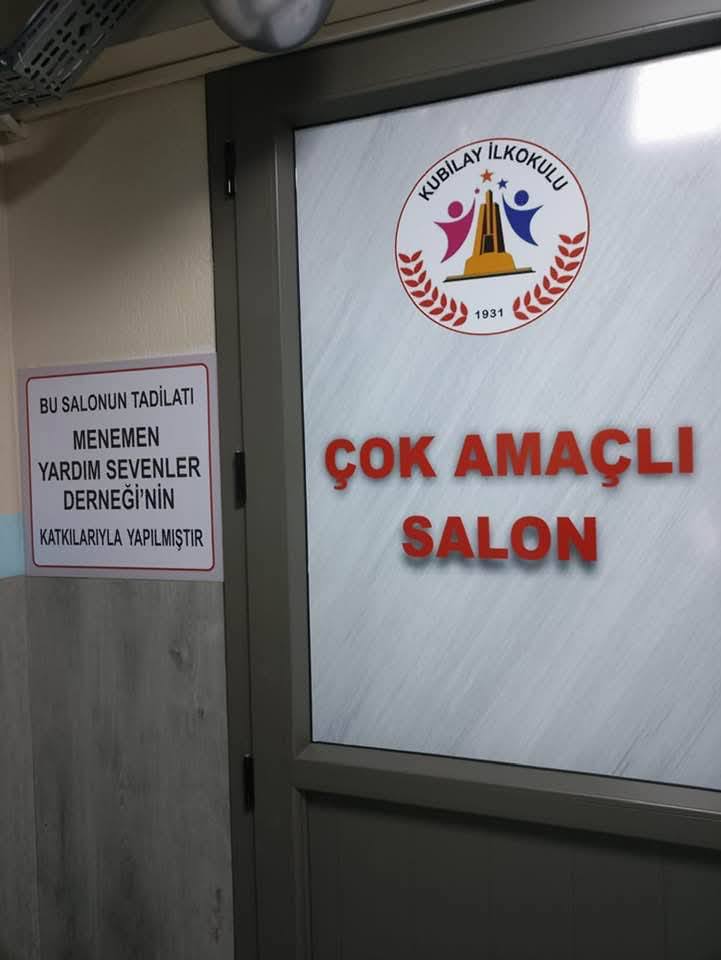 BU SALONUN TADİLATI
MENEMEN
YARDIM SEVENLER
DERNEĞİ'NİN
KATKILARIYLA YAPILMIŞTIR
KUBİLAY İLKOKULU
1931
ÇOK AMAÇLI
SALON